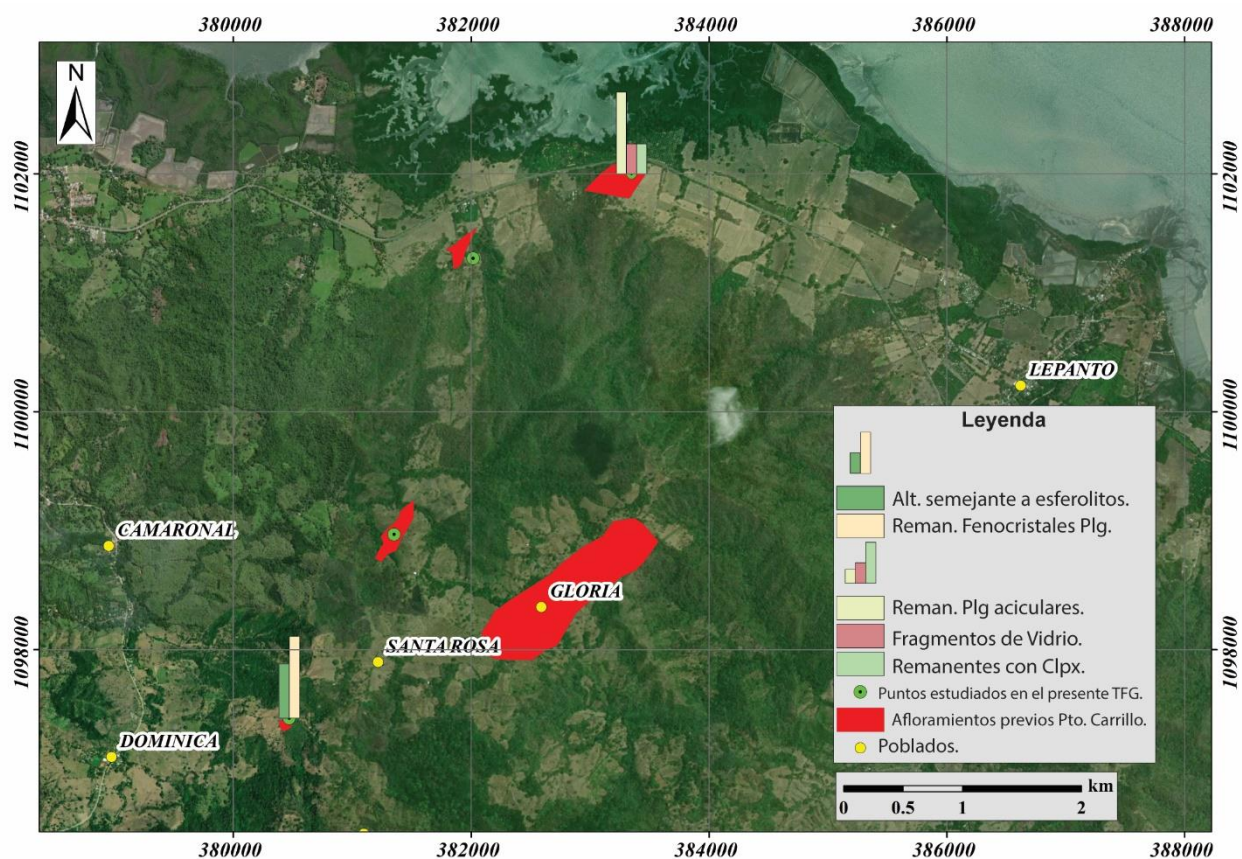 380000 382000 384000 386000 388000
N
1102000 1102000
LEPANTO
1100000 1100000
Leyenda
Alt. semejante a esferolitos.
Reman. Fenocristales Plg.
CAMARONAL
GLORIA
Reman. Plg aciculares.
Fragmentos de Vidrio.
SANTA ROSA
1098000 1098000
Remanentes con Clpx.
Puntos estudiados en el presente TFG.
Afloramientos previos Pto. Carrillo.
DOMINICA
Poblados.
km
0 0.5 1 2
380000 382000 384000 386000 388000